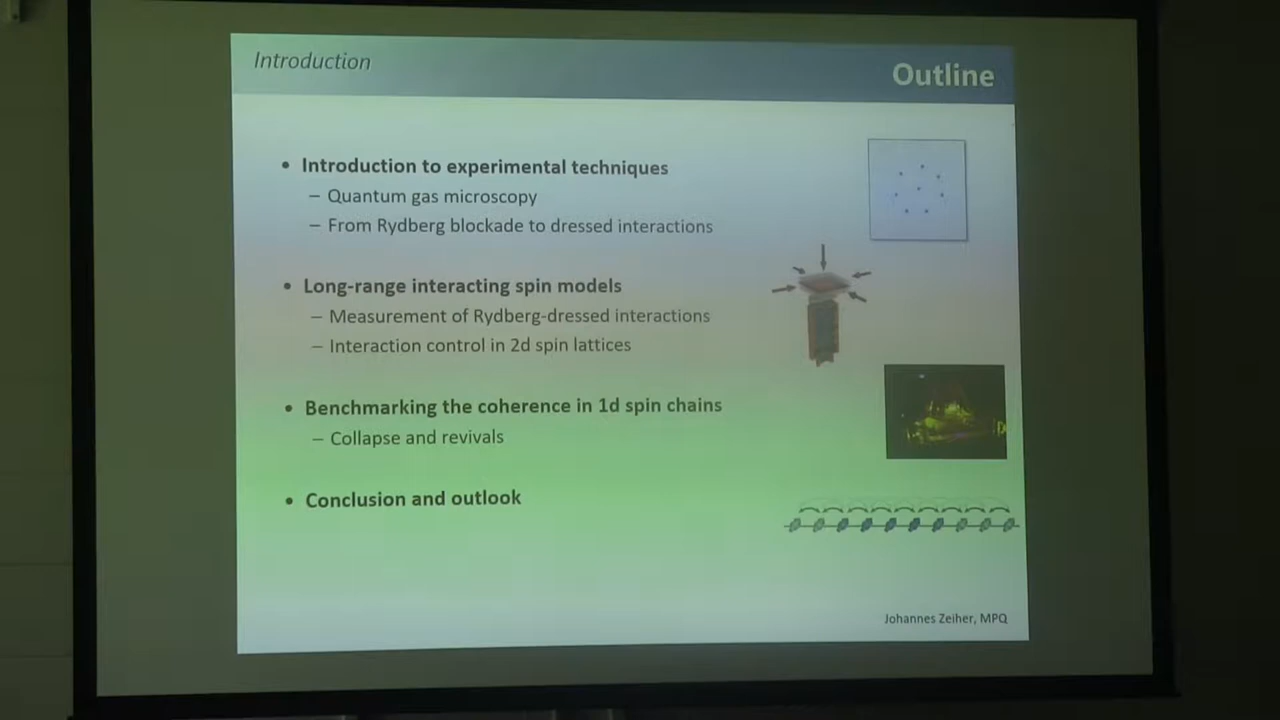 Introduction
Outline
• Introduction to experimental techniques
– Quantum gas microscopy
– From Rydberg blockade to dressed interactions
• Long-range interacting spin models
– Measurement of Rydberg-dressed interactions
– Interaction control in 2d spin lattices
• Benchmarking the coherence in 1d spin chains
– Collapse and revivals
• Conclusion and outlook
Johannes Zeiher, MPQ